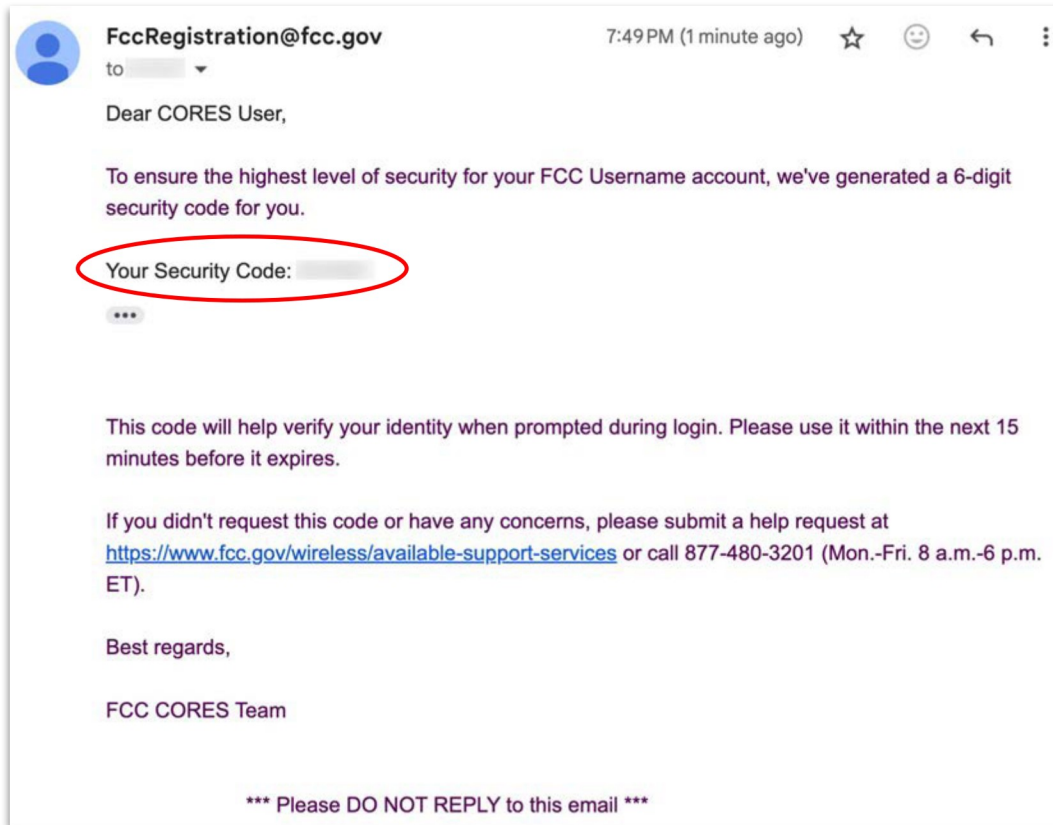 FccRegistration@fcc.gov
7:49 PM (1 minute ago)
to
Dear CORES User,
To ensure the highest level of security for your FCC Username account, we've generated a 6-digit
security code for you.
Your Security Code:
This code will help verify your identity when prompted during login. Please use it within the next 15
minutes before it expires.
If you didn't request this code or have any concerns, please submit a help request at
https://www.fcc.gov/wireless/available-support-services or call 877-480-3201 (Mon.-Fri. 8 a.m.-6 p.m.
ET).
Best regards,
FCC CORES Team
*** Please DO NOT REPLY to this email ***